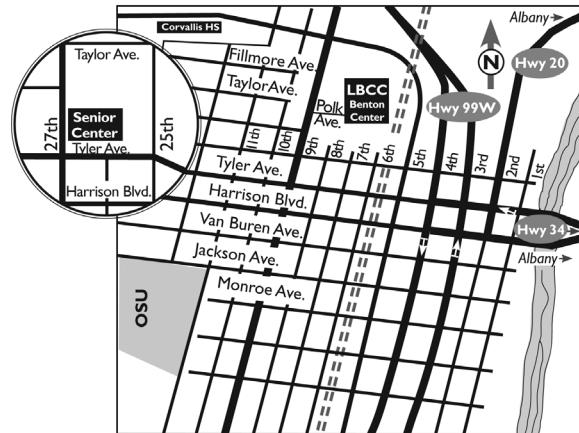 Corvallis HS
Albany
Taylor Ave.
Fillmore Ave.
N
Hwy 20
TaylorAve.
LBCC
Benton
Center
Hwy 99W
Polk
Ave.
27th
Senior
Center
25th
Tyler Ave.
11th
10th
9th
8th
7th
6th
5th
4th
3rd
2nd
1st
Tyler Ave.
Harrison Blvd.
Harrison Blvd.
Van Buren Ave.
Hwy 34
Jackson Ave.
Albany
Monroe Ave.
OSU